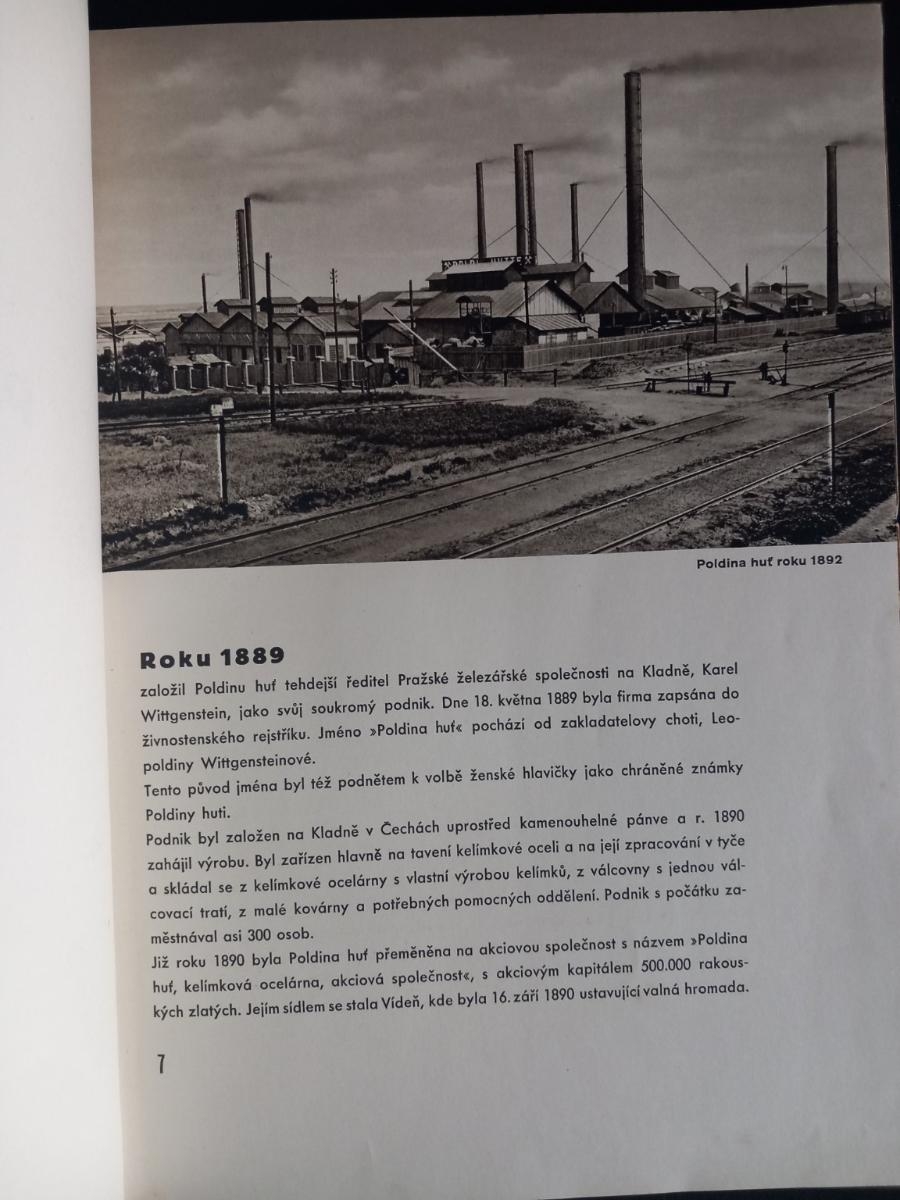 POLDI HUTTE
Poldina huť roku 1892
Roku 1889
založil Poldinu huť tehdejší ředitel Pražské železářské společnosti na Kladně, Karel
Wittgenstein, jako svůj soukromý podnik. Dne 18. května 1889 byla firma zapsána do
živnostenského rejstříku. Jméno »Poldina huť« pochází od zakladatelovy choti, Leo-
poldiny Wittgensteinové.
Tento původ jména byl též podnětem k volbě ženské hlavičky jako chráněné známky
Poldiny huti.
Podnik byl založen na Kladně v Čechách uprostřed kamenouhelné pánve a r. 1890
zahájil výrobu. Byl zařízen hlavně na tavení kelímkové oceli a na její zpracování v tyče
a skládal se z kelímkové ocelárny s vlastní výrobou kelímků, z válcovny s jednou vál-
covací tratí, z malé kovárny a potřebných pomocných oddělení. Podnik s počátku za-
městnával asi 300 osob.
Již roku 1890 byla Poldina huť přeměněna na akciovou společnost s názvem »Poldina
huť, kelímková ocelárna, akciová společnost«, s akciovým kapitálem 500.000 rakous-
kých zlatých. Jejím sídlem se stala Vídeň, kde byla 16. září 1890 ustavující valná hromada.
7